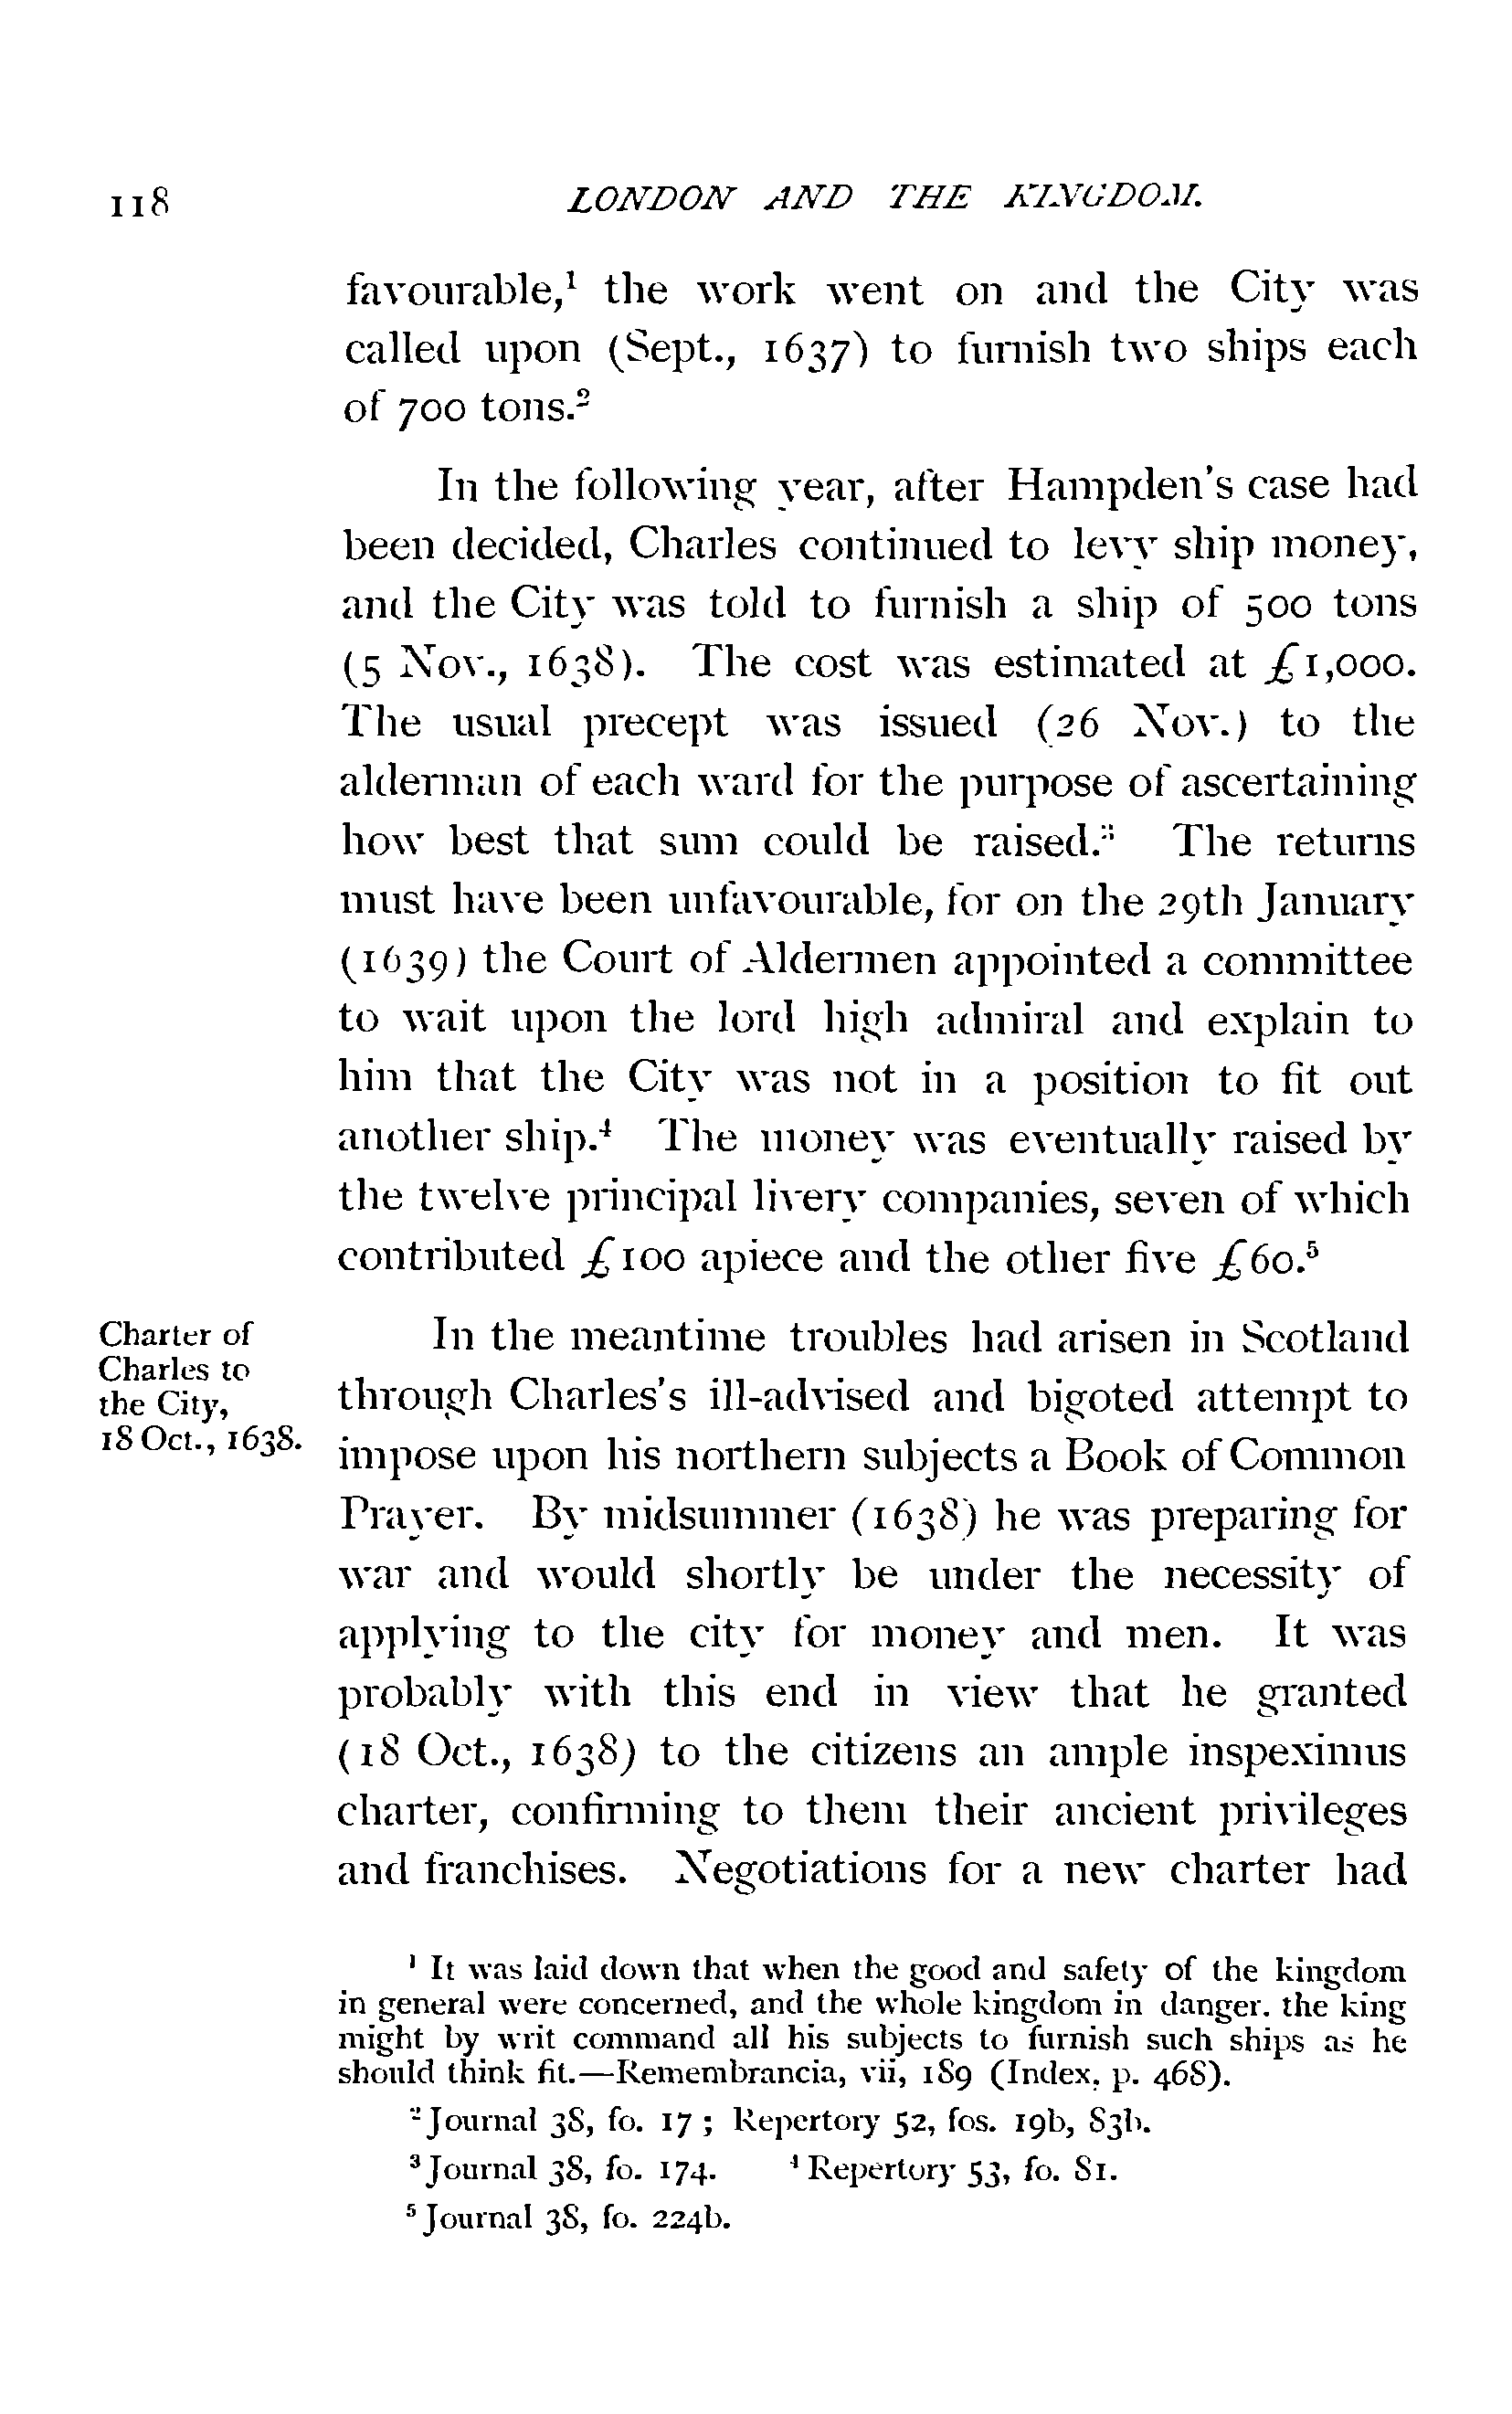 118 LONDON AND THE KINGDOM.
favourable,¹ the work went on and the City was
called upon (Sept., 1637) to furnish two ships each
of 700 tons.²
In the following year, after Hampden's case had
been decided, Charles continued to levy ship money,
and the City was told to furnish a ship of 500 tons
(5 Nov., 1638). The cost was estimated at £1,000.
The usual precept was issued (26 Nov.) to the
alderman of each ward for the purpose of ascertaining
how best that sum could be raised.³ The returns
must have been unfavourable, for on the 29th January
(1639) the Court of Aldermen appointed a committee
to wait upon the lord high admiral and explain to
him that the City was not in a position to fit out
another ship.⁴ The money was eventually raised by
the twelve principal livery companies, seven of which
contributed £100 apiece and the other five £60.⁵
Charter of
Charles to
the City,
18 Oct., 1638.
In the meantime troubles had arisen in Scotland
through Charles's ill-advised and bigoted attempt to
impose upon his northern subjects a Book of Common
Prayer. By midsummer (1638) he was preparing for
war and would shortly be under the necessity of
applying to the city for money and men. It was
probably with this end in view that he granted
(18 Oct., 1638) to the citizens an ample inspeximus
charter, confirming to them their ancient privileges
and franchises. Negotiations for a new charter had
¹ It was laid down that when the good and safety of the kingdom
in general were concerned, and the whole kingdom in danger, the king
might by writ command all his subjects to furnish such ships as he
should think fit.—Remembrancia, vii, 189 (Index, p. 468).
² Journal 38, fo. 17 ; Repertory 52, fos. 19b, 83b.
³ Journal 38, fo. 174. ⁴ Repertory 53, fo. 81.
⁵ Journal 38, fo. 224b.